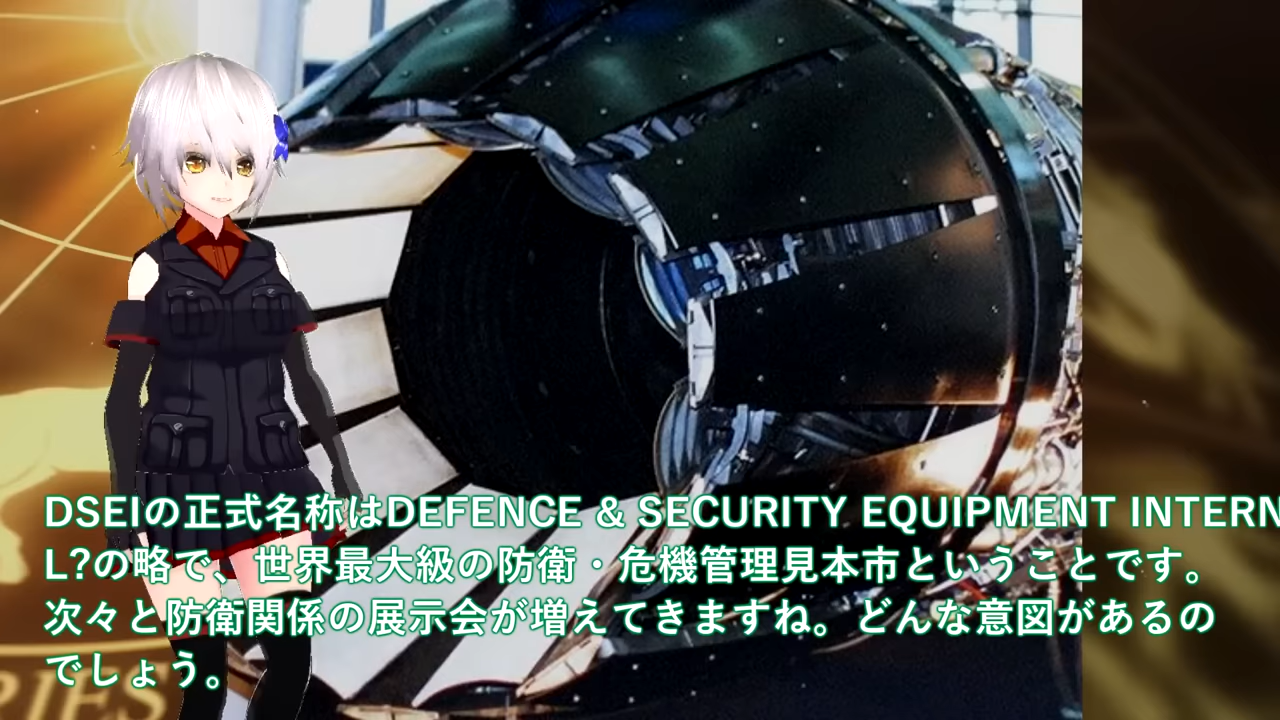 DSEIの正式名称はDEFENCE & SECURITY EQUIPMENT INTERN
L?の略で、世界最大級の防衛・危機管理見本市ということです。
次々と防衛関係の展示会が増えてきますね。どんな意図があるの
でしょう。
RIES